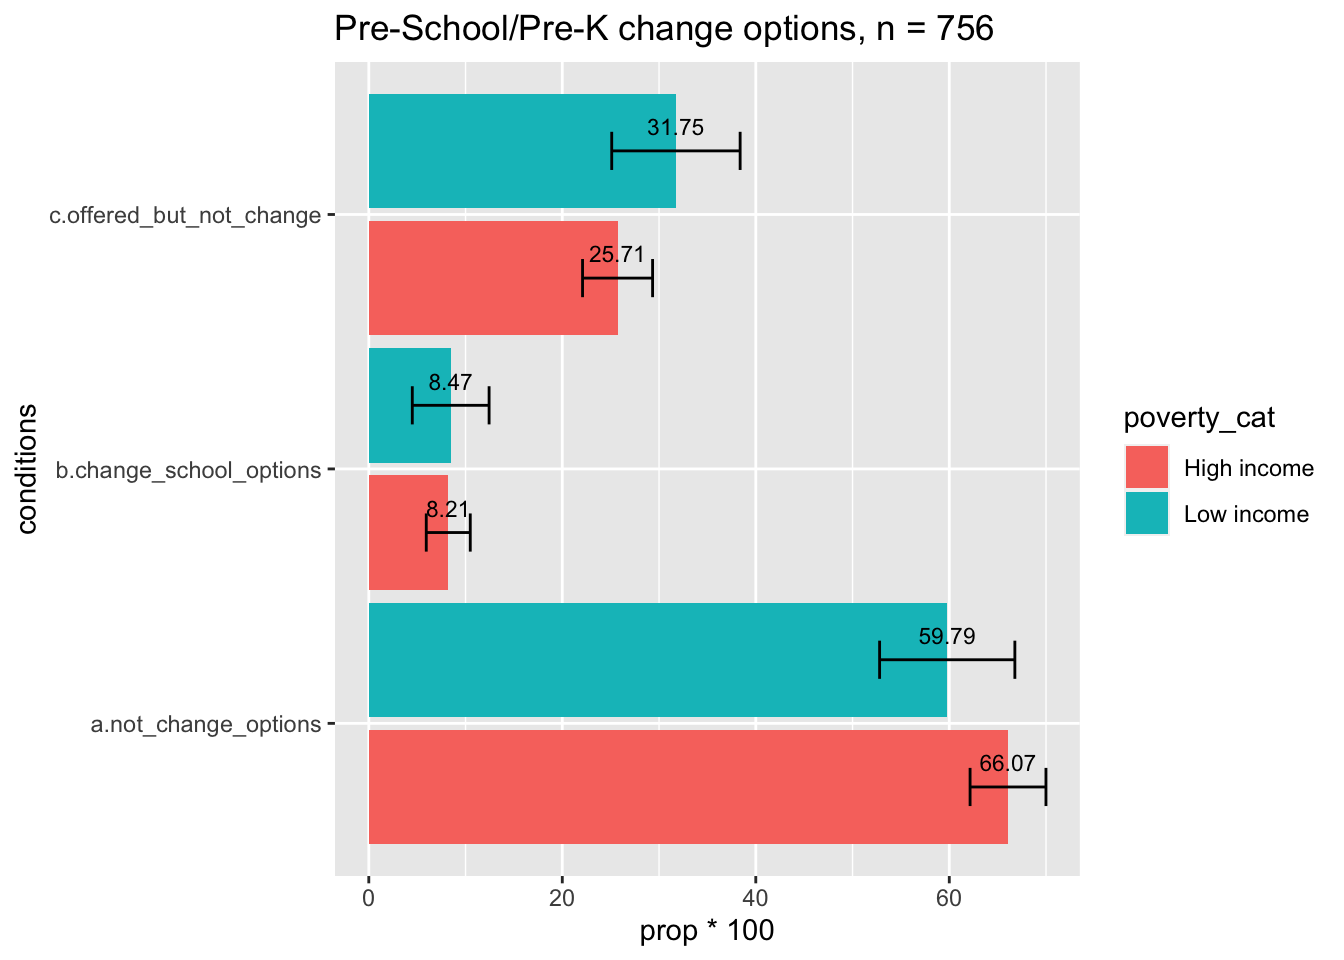 Pre-School/Pre-K change options, n = 756
31.75
c.offered_but_not_change
25.71
8.47
b.change_school_options
8.21
59.79
a.not_change_options
66.07
0 20 40 60
prop * 100
conditions
poverty_cat
High income
Low income